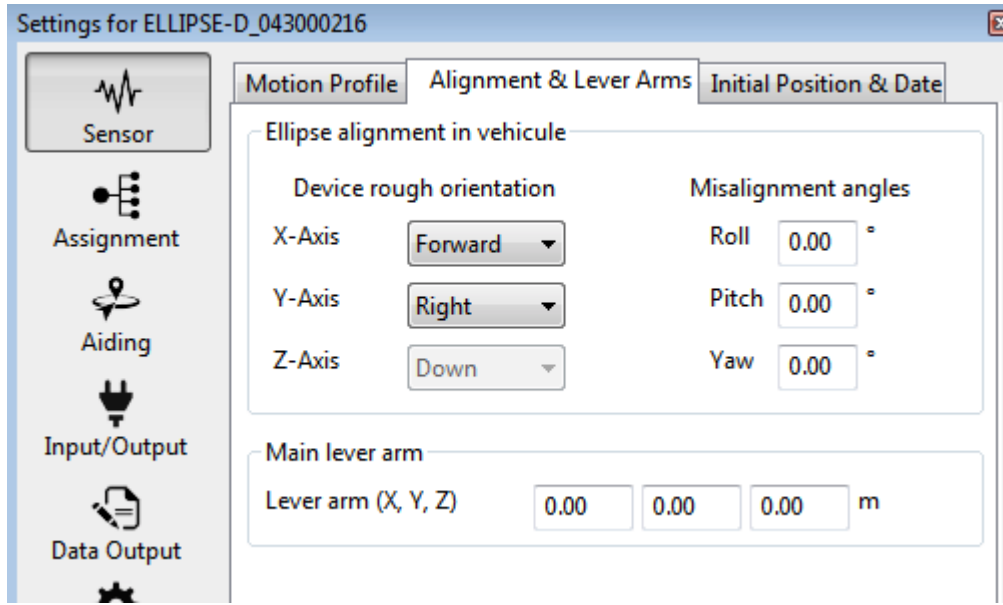 Settings for ELLIPSE-D_043000216
Sensor
Assignment
Aiding
Input/Output
Data Output
Motion Profile
Alignment & Lever Arms
Initial Position & Date
Ellipse alignment in vehicule
Device rough orientation
Misalignment angles
X-Axis Forward Roll 0.00 °
Y-Axis Right Pitch 0.00 °
Z-Axis Down Yaw 0.00 °
Main lever arm
Lever arm (X, Y, Z) 0.00 0.00 0.00 m